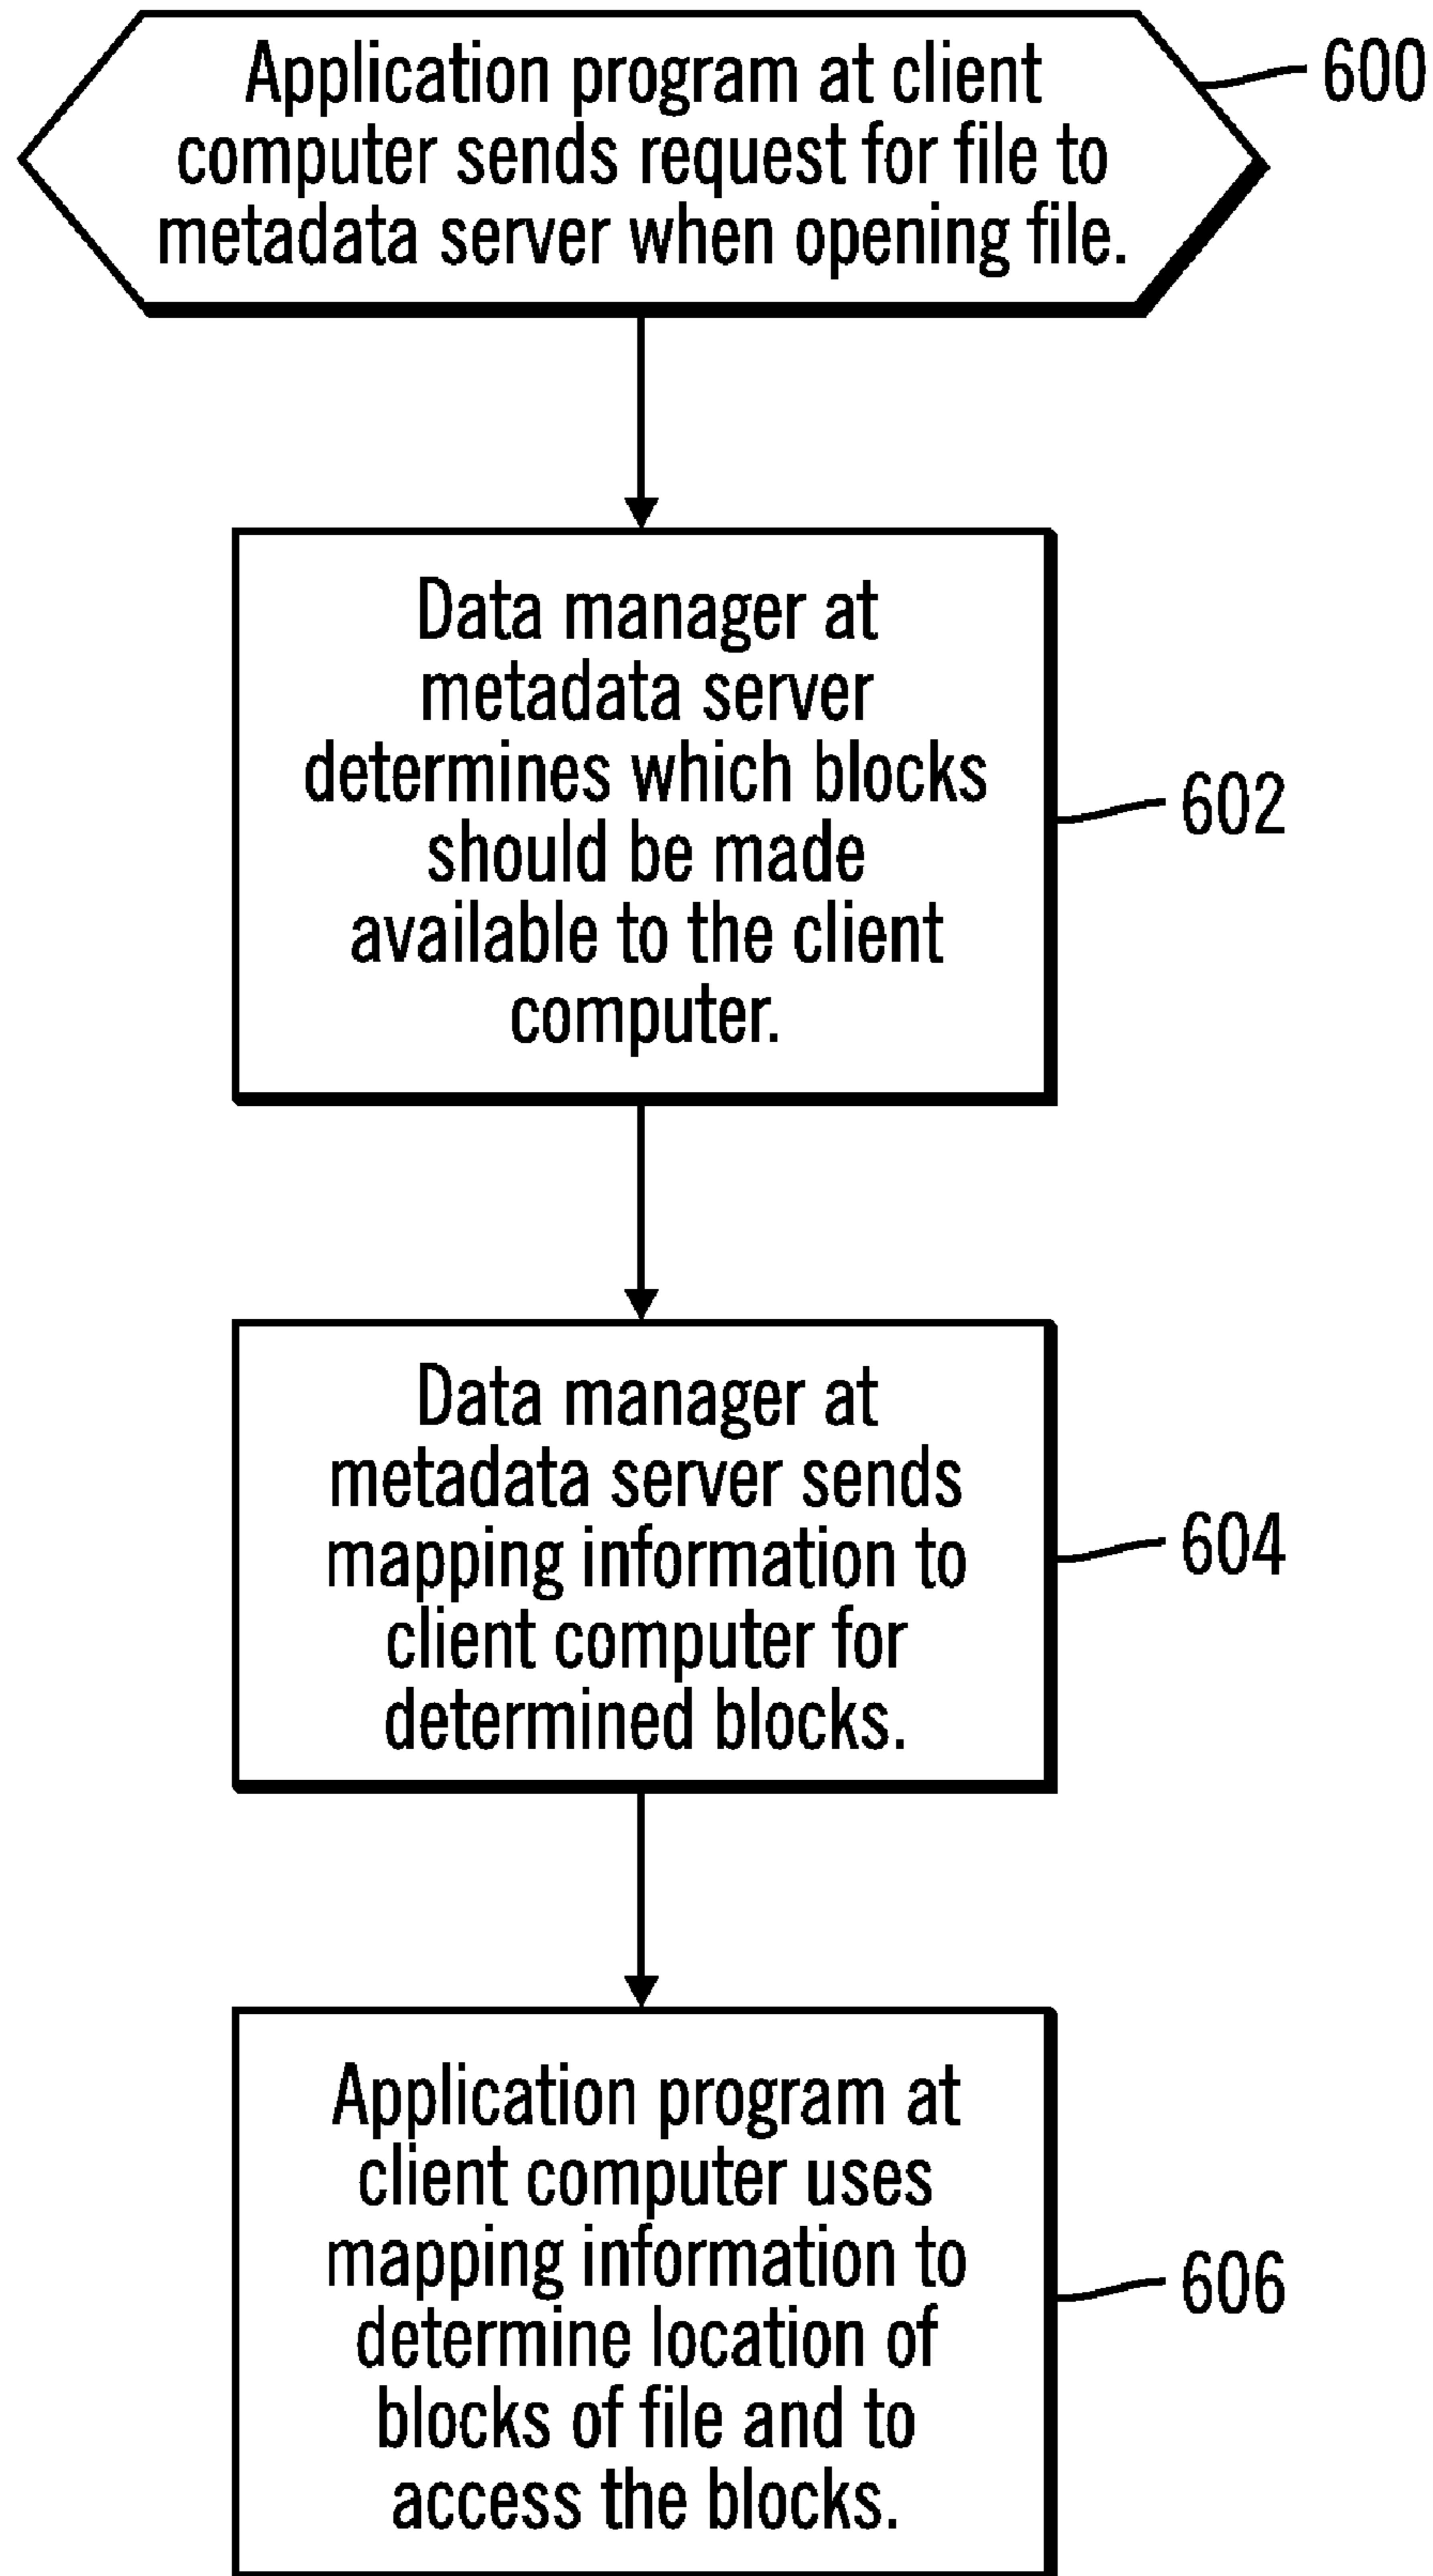 Application program at client
computer sends request for file to
metadata server when opening file.
600
Data manager at
metadata server
determines which blocks
should be made
available to the client
computer.
602
Data manager at
metadata server sends
mapping information to
client computer for
determined blocks.
604
Application program at
client computer uses
mapping information to
determine location of
blocks of file and to
access the blocks.
606